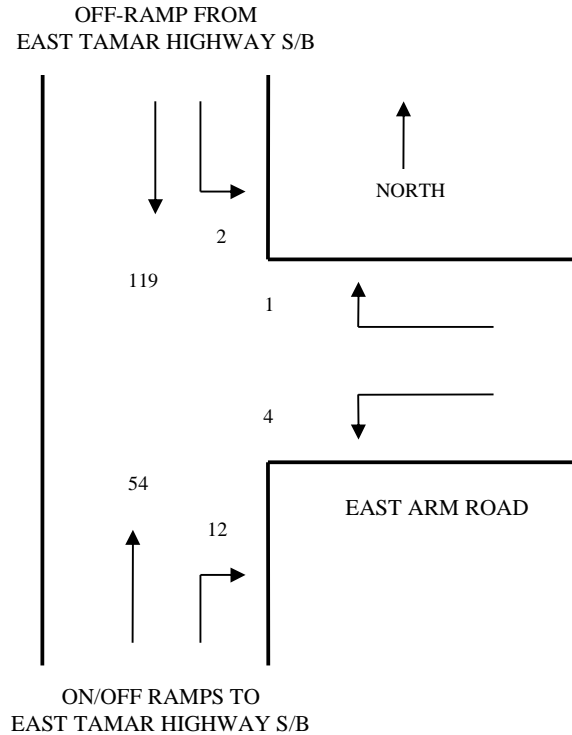 OFF-RAMP FROM
EAST TAMAR HIGHWAY S/B
NORTH
2
119
1
4
54
12
EAST ARM ROAD
ON/OFF RAMPS TO
EAST TAMAR HIGHWAY S/B